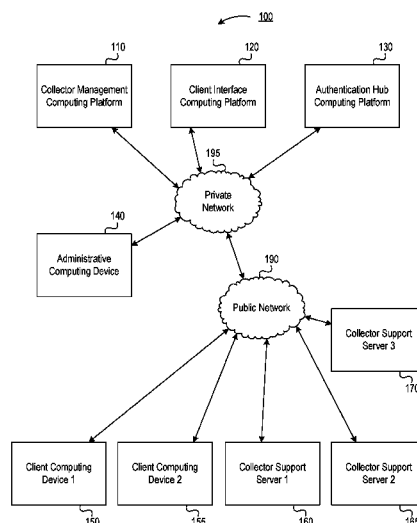 100
110
120
130
Collector Management
Computing Platform
Client Interface
Computing Platform
Authentication Hub
Computing Platform
195
Private
Network
140
Administrative
Computing Device
190
Public Network
Collector Support
Server 3
170
Client Computing
Device 1
150
Client Computing
Device 2
155
Collector Support
Server 1
160
Collector Support
Server 2
165